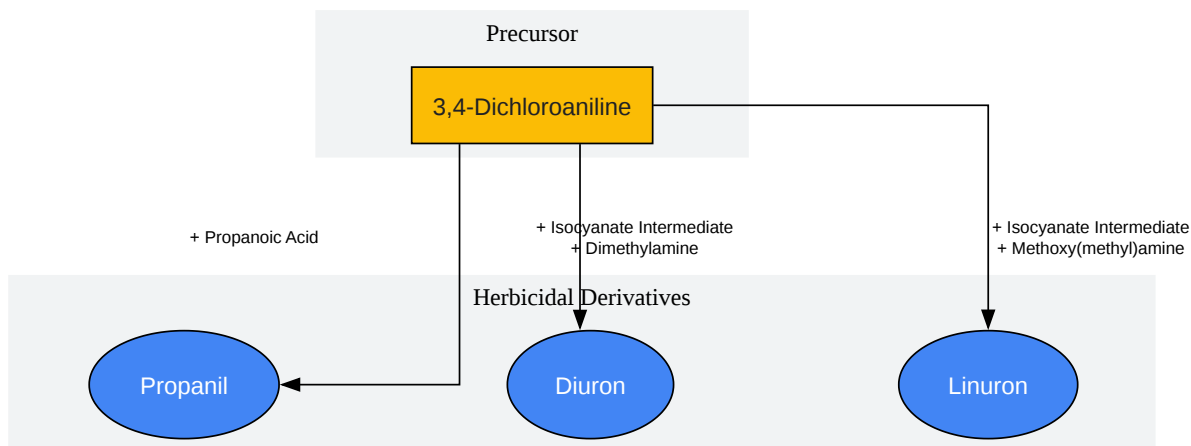 Precursor
3,4-Dichloroaniline
+ Propanoic Acid
+ Isocyanate Intermediate
+ Dimethylamine
+ Isocyanate Intermediate
+ Methoxy(methyl)amine
Herbicidal Derivatives
Propanil
Diuron
Linuron